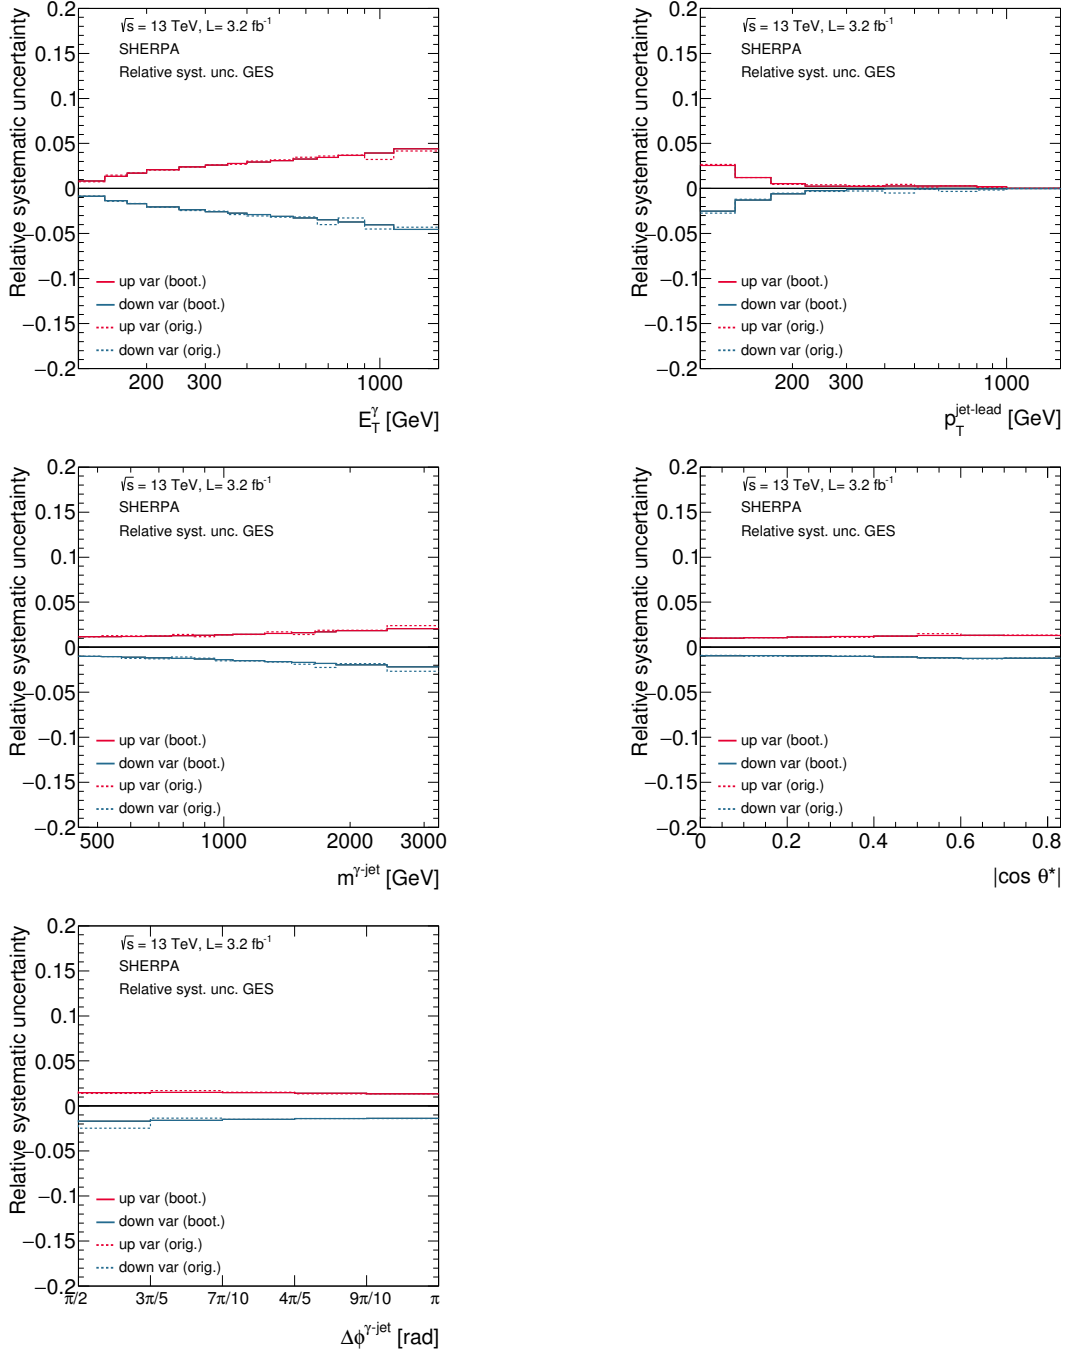 Relative systematic uncertainty
0.2
0.15
0.1
0.05
0
−0.05
−0.1
−0.15
−0.2
√s = 13 TeV, L= 3.2 fb-1
SHERPA
Relative syst. unc. GES
up var (boot.)
down var (boot.)
up var (orig.)
down var (orig.)
200 300 1000
E_T^γ [GeV]
Relative systematic uncertainty
0.2
0.15
0.1
0.05
0
−0.05
−0.1
−0.15
−0.2
√s = 13 TeV, L= 3.2 fb-1
SHERPA
Relative syst. unc. GES
up var (boot.)
down var (boot.)
up var (orig.)
down var (orig.)
200 300 1000
p_T^jet-lead [GeV]
Relative systematic uncertainty
0.2
0.15
0.1
0.05
0
−0.05
−0.1
−0.15
−0.2
√s = 13 TeV, L= 3.2 fb-1
SHERPA
Relative syst. unc. GES
up var (boot.)
down var (boot.)
up var (orig.)
down var (orig.)
500 1000 2000 3000
m^γ-jet [GeV]
Relative systematic uncertainty
0.2
0.15
0.1
0.05
0
−0.05
−0.1
−0.15
−0.2
√s = 13 TeV, L= 3.2 fb-1
SHERPA
Relative syst. unc. GES
up var (boot.)
down var (boot.)
up var (orig.)
down var (orig.)
0 0.2 0.4 0.6 0.8
|cos θ*|
Relative systematic uncertainty
0.2
0.15
0.1
0.05
0
−0.05
−0.1
−0.15
−0.2
√s = 13 TeV, L= 3.2 fb-1
SHERPA
Relative syst. unc. GES
up var (boot.)
down var (boot.)
up var (orig.)
down var (orig.)
π/2 3π/5 7π/10 4π/5 9π/10 π
Δϕ^γ-jet [rad]